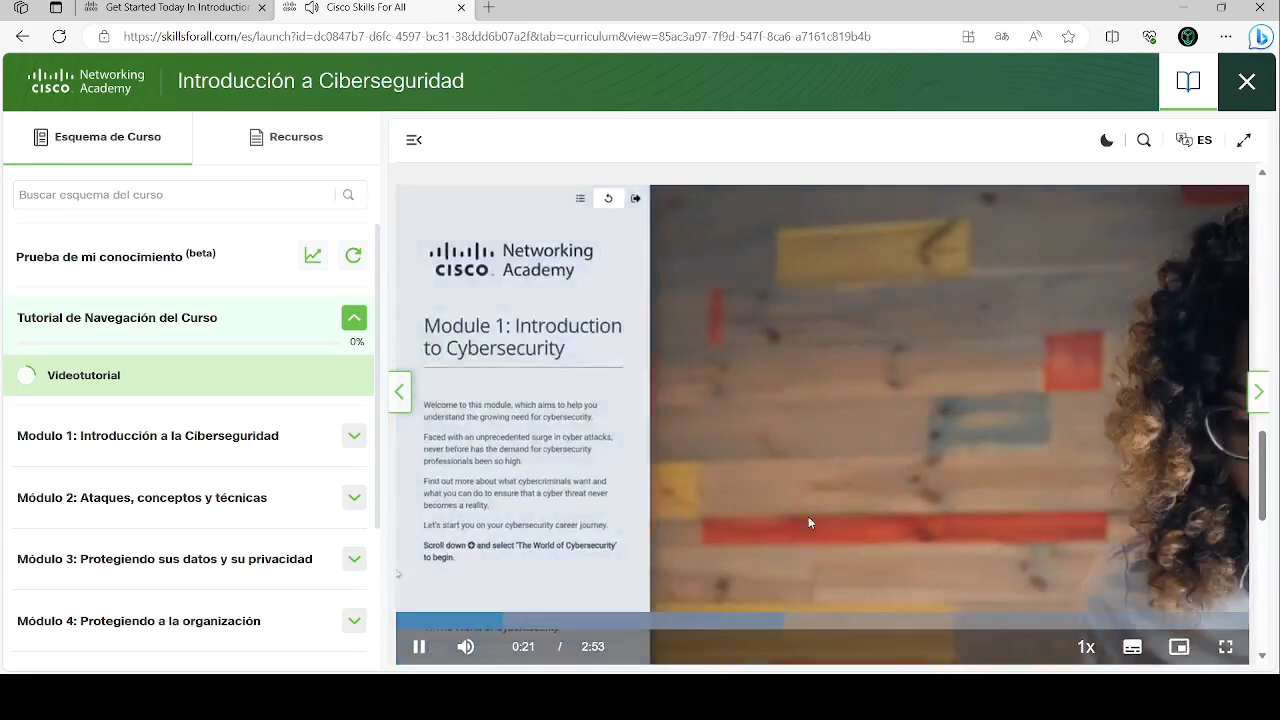 Get Started Today In Introduction
Cisco Skills For All
https://skillsforall.com/es/launch?id=dc0847b7-d6fc-4597-bc31-38ddd6b07a2f&tab=curriculum&view=85ac3a97-7f9d-547f-8ca6-a7161c819b4b
CISCO Networking Academy
Introducción a Ciberseguridad
Esquema de Curso
Recursos
ES
Buscar esquema del curso
Prueba de mi conocimiento (beta)
Tutorial de Navegación del Curso
0%
Videotutorial
Modulo 1: Introducción a la Ciberseguridad
Módulo 2: Ataques, conceptos y técnicas
Módulo 3: Protegiendo sus datos y su privacidad
Módulo 4: Protegiendo a la organización
CISCO Networking Academy
Module 1: Introduction
to Cybersecurity
Welcome to this module, which aims to help you
understand the growing need for cybersecurity.
Faced with an unprecedented surge in cyber attacks,
never before has the demand for cybersecurity
professionals been so high.
Find out more about what cybercriminals want and
what you can do to ensure that a cyber threat never
becomes a reality.
Let's start you on your cybersecurity career journey.
Scroll down and select 'The World of Cybersecurity'
to begin.
0:21 / 2:53
1x